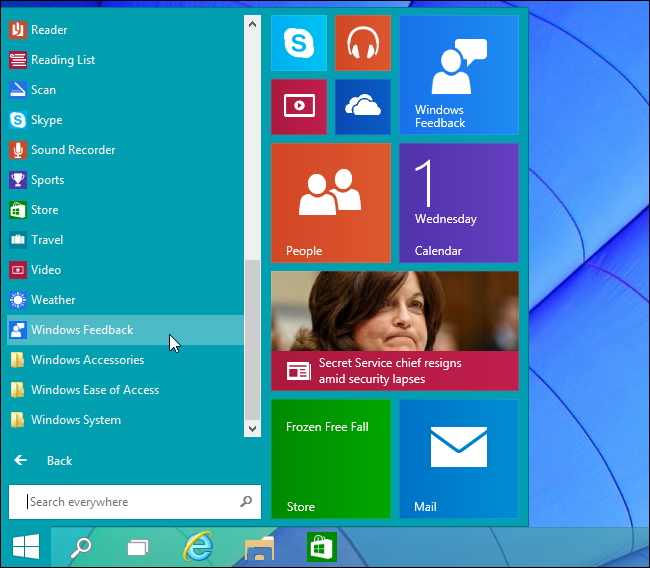 Reader
Reading List
Scan
Skype
Sound Recorder
Sports
Store
Travel
Video
Weather
Windows Feedback
Windows Accessories
Windows Ease of Access
Windows System
Back
Search everywhere
Windows
Feedback
People
1
Wednesday
Calendar
Secret Service chief resigns
amid security lapses
Frozen Free Fall
Store
Mail